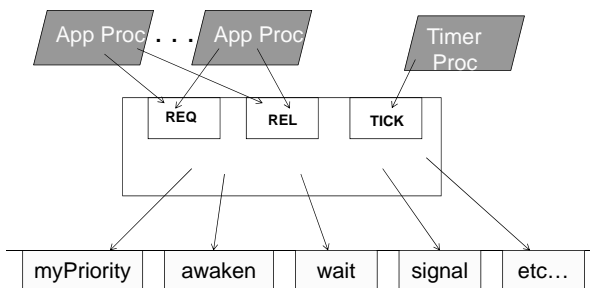 App Proc . . . App Proc
Timer
Proc
REQ REL TICK
myPriority awaken wait signal etc…